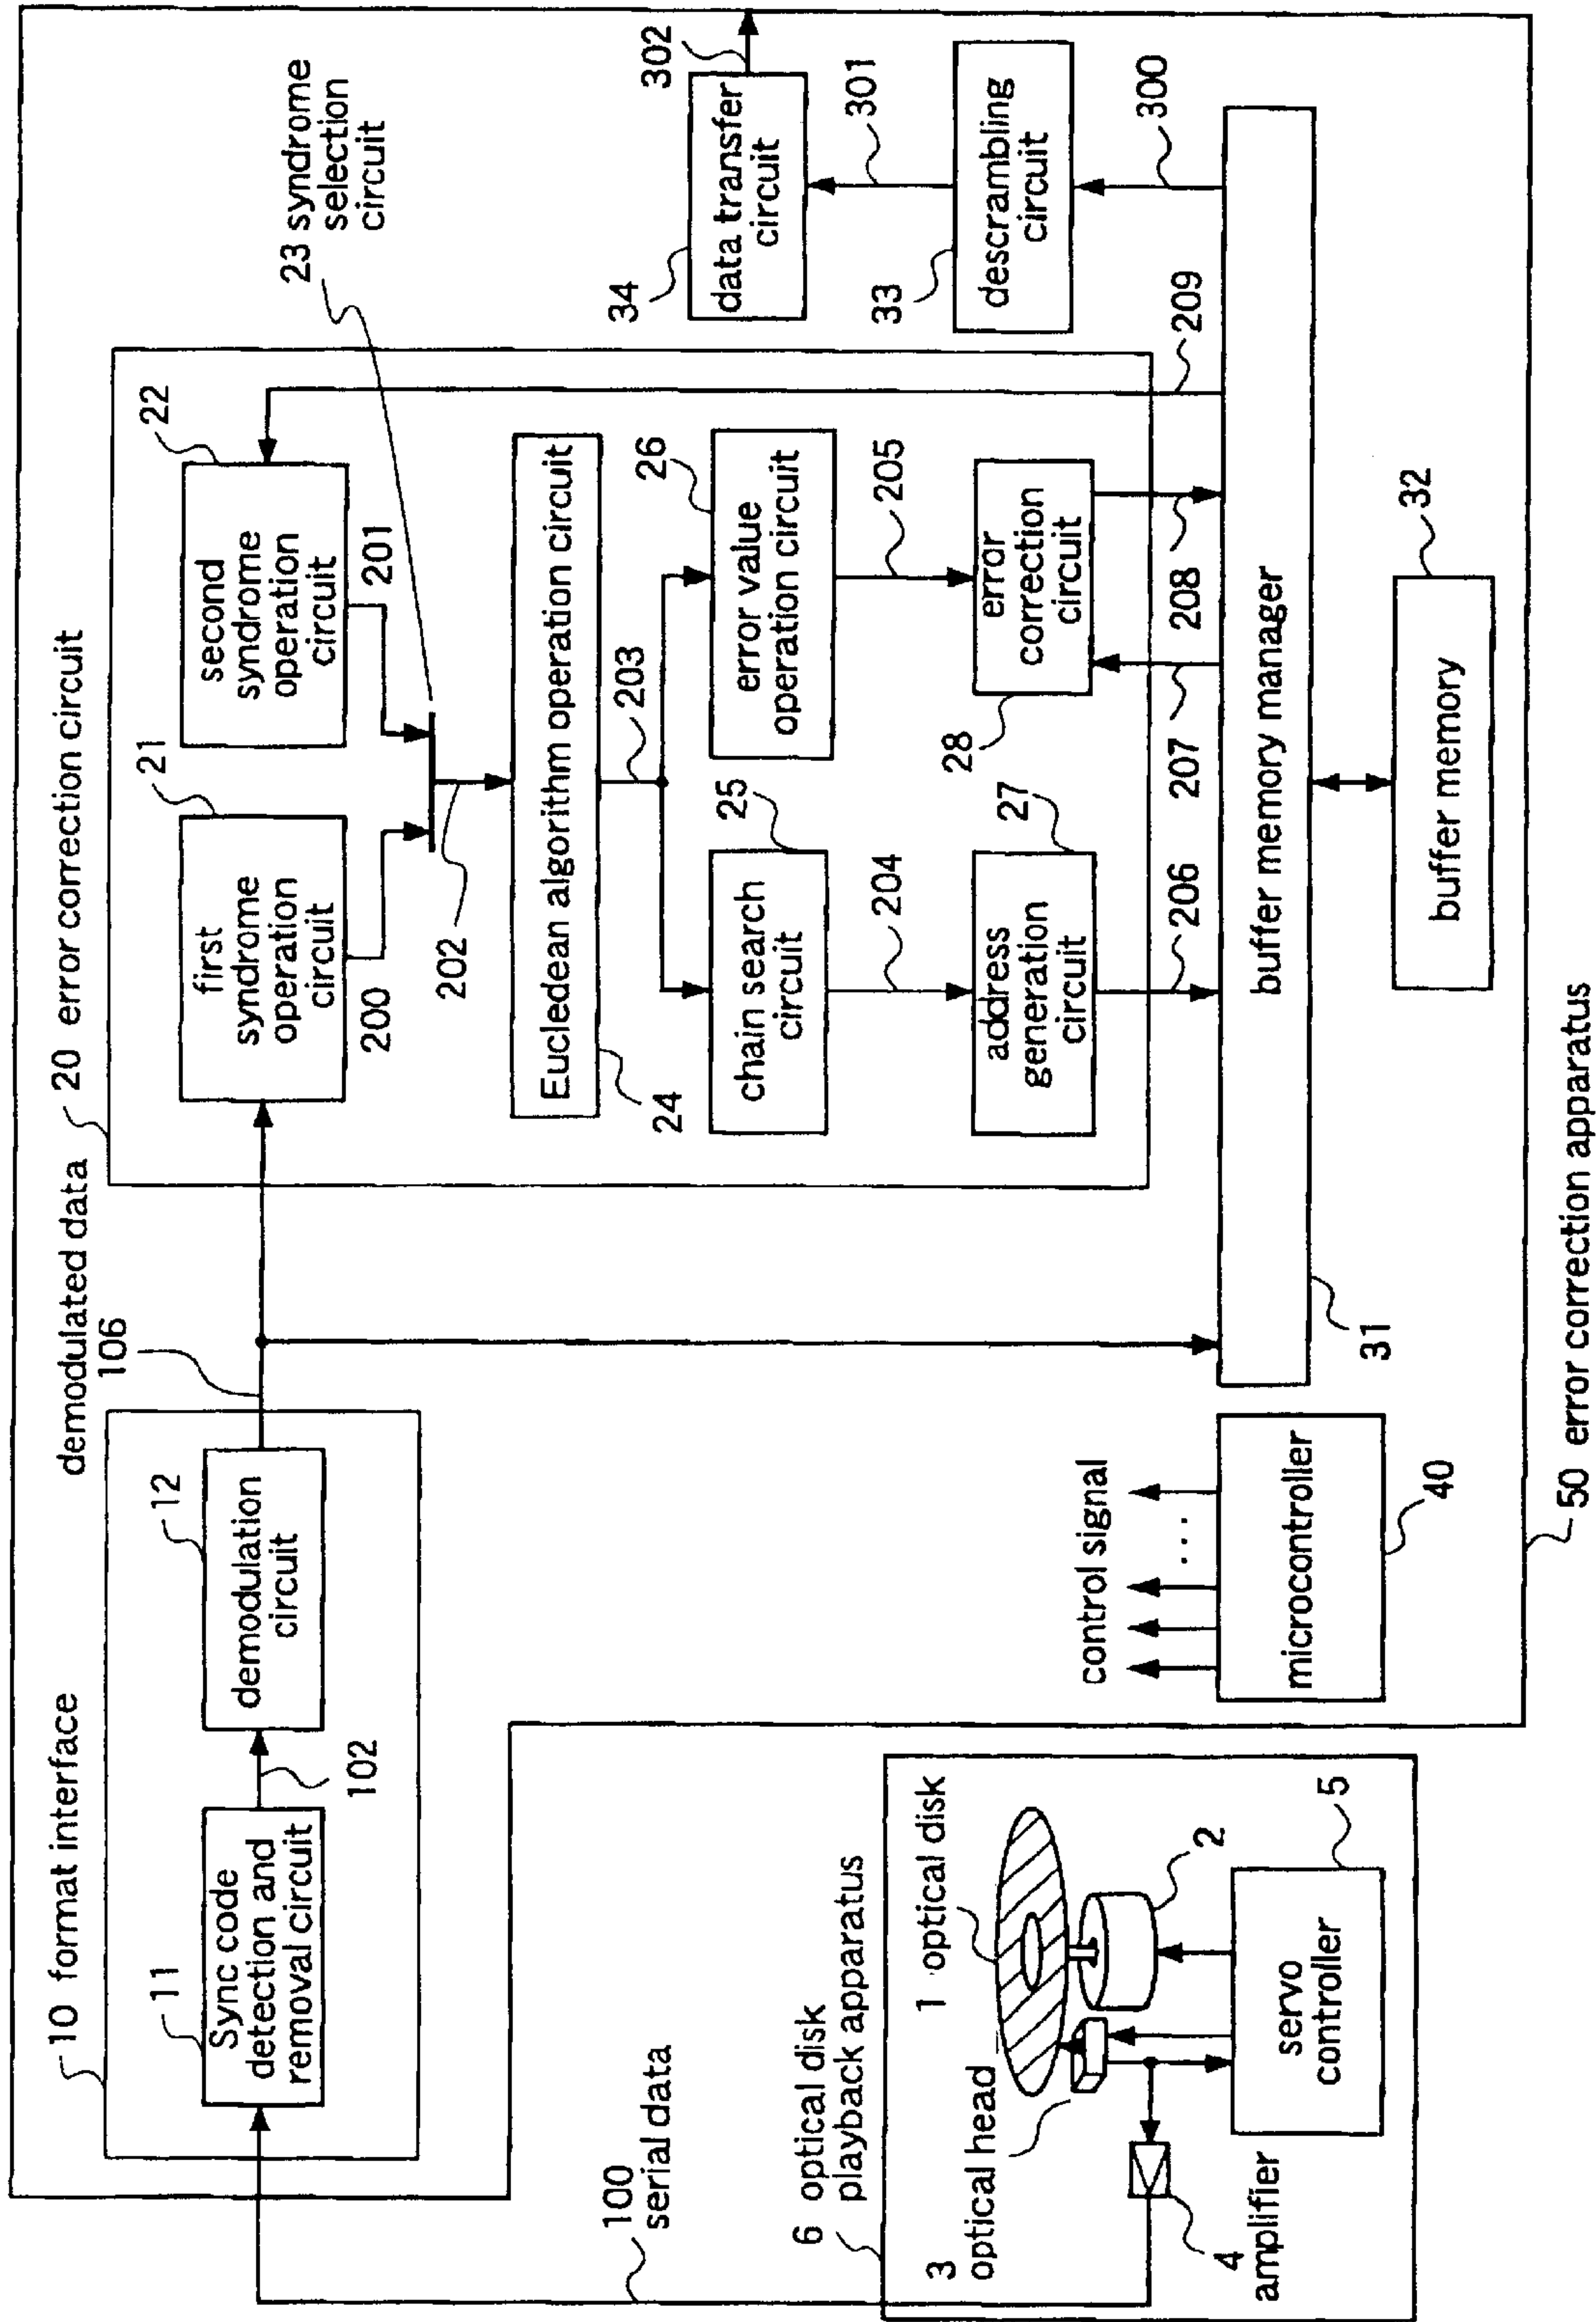 10 format interface
11
Sync code
detection and
removal circuit
102
12
demodulation
circuit
demodulated data
106
20 error correction circuit
21
first
syndrome
operation
circuit
200
22
second
syndrome
operation
circuit
201
23 syndrome
selection
circuit
202
Eucledean algorithm operation circuit
24
203
25
chain search
circuit
204
26
error value
operation circuit
205
27
address
generation
circuit
206
28
error
correction
circuit
207
208
209
34
data transfer
circuit
302
301
33
descrambling
circuit
300
buffer memory manager
31
buffer memory
32
control signal
...
microcontroller
40
50 error correction apparatus
100
serial data
6 optical disk
playback apparatus
1 optical disk
2
3
optical head
4
amplifier
servo
controller
5